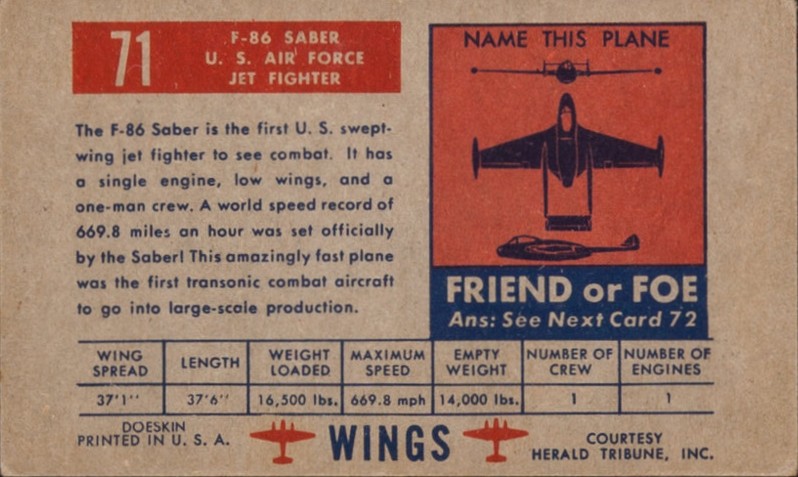 71
F-86 SABER
U. S. AIR FORCE
JET FIGHTER
The F-86 Saber is the first U. S. swept-
wing jet fighter to see combat. It has
a single engine, low wings, and a
one-man crew. A world speed record of
669.8 miles an hour was set officially
by the Saber! This amazingly fast plane
was the first transonic combat aircraft
to go into large-scale production.
NAME THIS PLANE
FRIEND or FOE
Ans: See Next Card 72
WING SPREAD LENGTH WEIGHT LOADED MAXIMUM SPEED EMPTY WEIGHT NUMBER OF CREW NUMBER OF ENGINES
37'1" 37'6" 16,500 lbs. 669.8 mph 14,000 lbs. 1 1
DOESKIN
PRINTED IN U. S. A.
WINGS
COURTESY
HERALD TRIBUNE, INC.